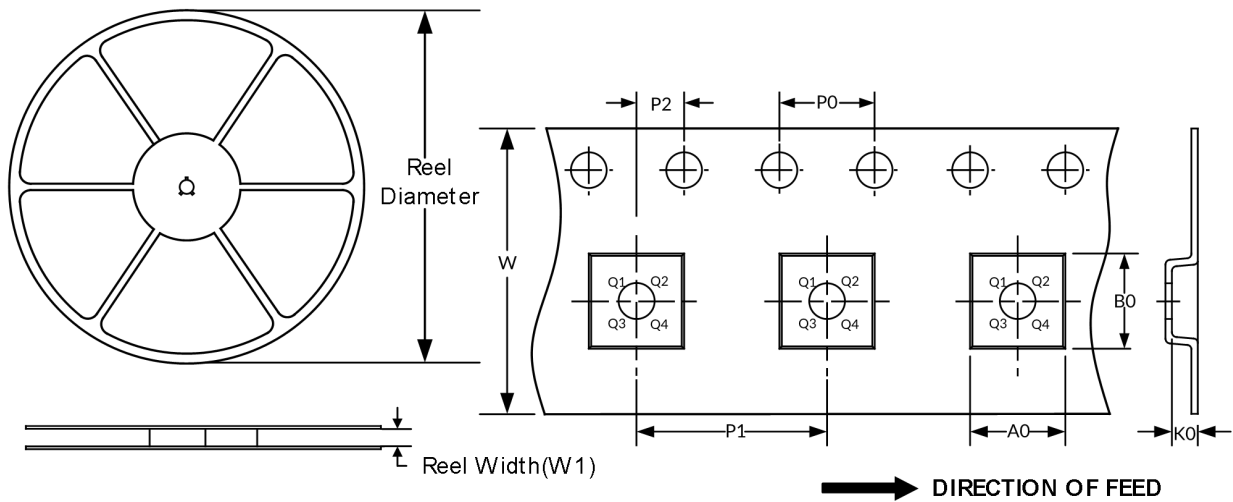 Reel
Diameter
P2
P0
W
Q1 Q2
Q3 Q4
Q1 Q2
Q3 Q4
Q1 Q2
Q3 Q4
B0
P1
A0
K0
Reel Width(W1)
DIRECTION OF FEED